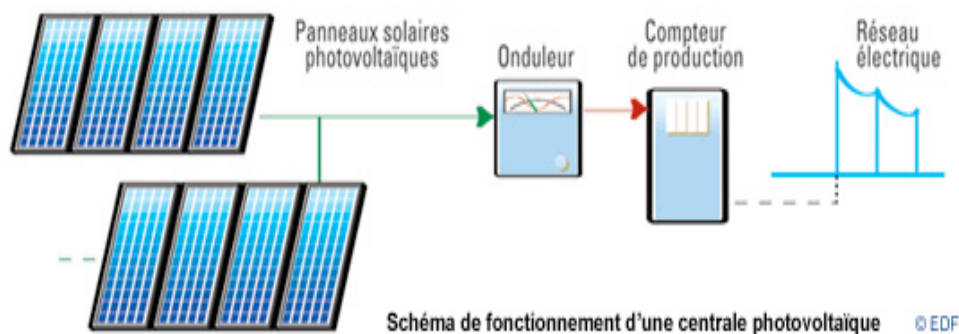 Panneaux solaires
photovoltaïques
Onduleur
Compteur
de production
Réseau
électrique
Schéma de fonctionnement d'une centrale photovoltaïque
© EDF